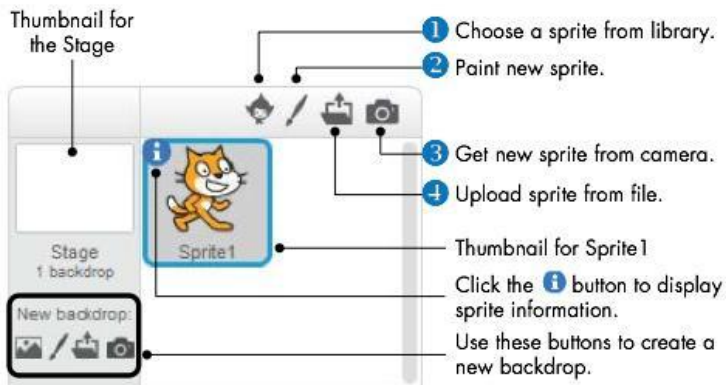 Thumbnail for
the Stage
1 Choose a sprite from library.
2 Paint new sprite.
3 Get new sprite from camera.
4 Upload sprite from file.
i
Stage
1 backdrop
Sprite1
Thumbnail for Sprite1
Click the i button to display
sprite information.
New backdrop:
Use these buttons to create a
new backdrop.